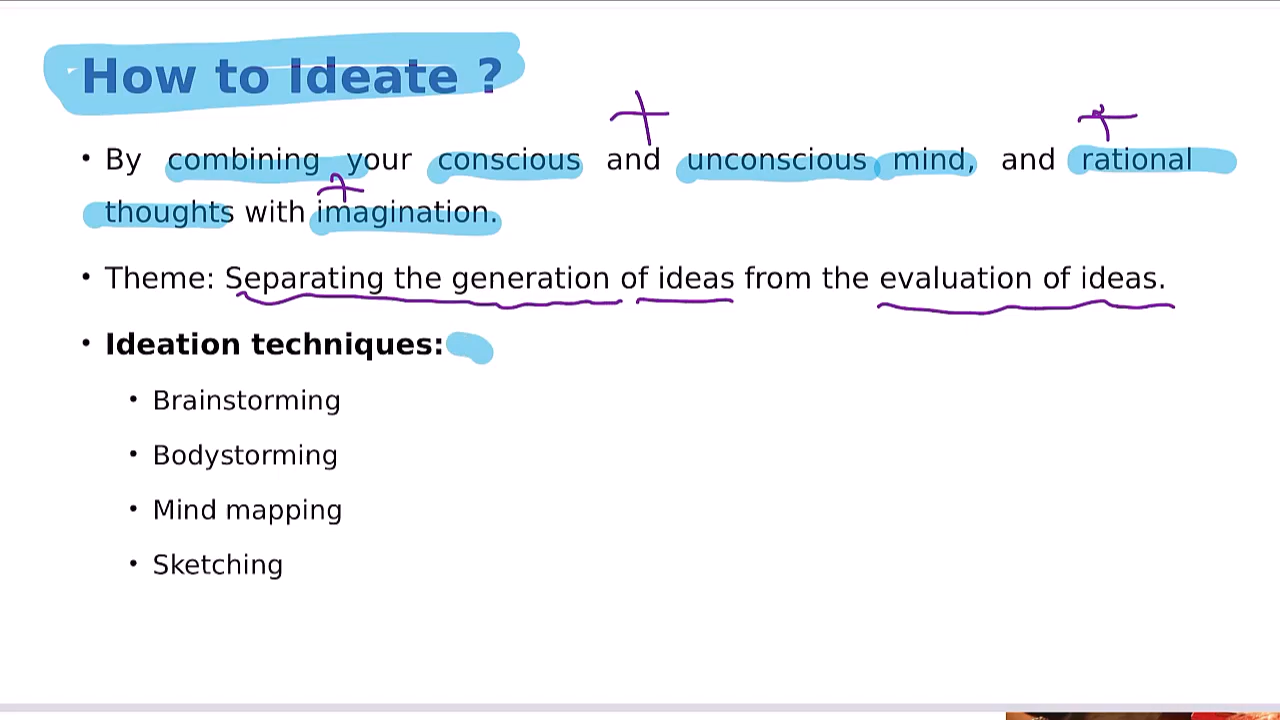 How to Ideate ?
• By combining your conscious and unconscious mind, and rational
thoughts with imagination.
• Theme: Separating the generation of ideas from the evaluation of ideas.
• Ideation techniques:
• Brainstorming
• Bodystorming
• Mind mapping
• Sketching